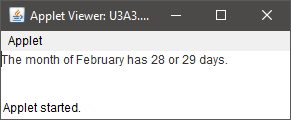 Applet Viewer: U3A3....
Applet
The month of February has 28 or 29 days.
Applet started.